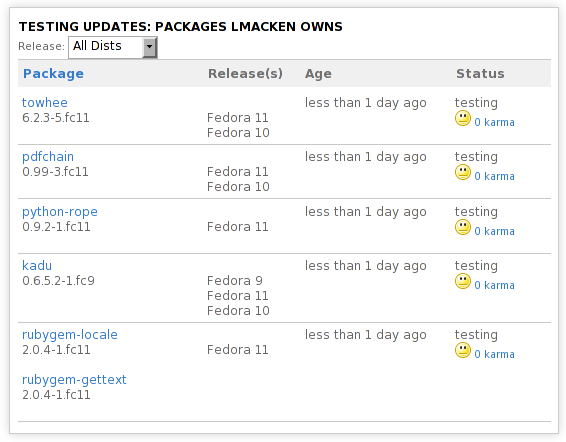 TESTING UPDATES: PACKAGES LMACKEN OWNS
Release: All Dists
Package Release(s) Age Status
towhee less than 1 day ago testing
6.2.3-5.fc11 Fedora 11 0 karma
Fedora 10
pdfchain less than 1 day ago testing
0.99-3.fc11 Fedora 11 0 karma
Fedora 10
python-rope less than 1 day ago testing
0.9.2-1.fc11 Fedora 11 0 karma
kadu less than 1 day ago testing
0.6.5.2-1.fc9 Fedora 9 0 karma
Fedora 11
Fedora 10
rubygem-locale less than 1 day ago testing
2.0.4-1.fc11 Fedora 11 0 karma
rubygem-gettext
2.0.4-1.fc11